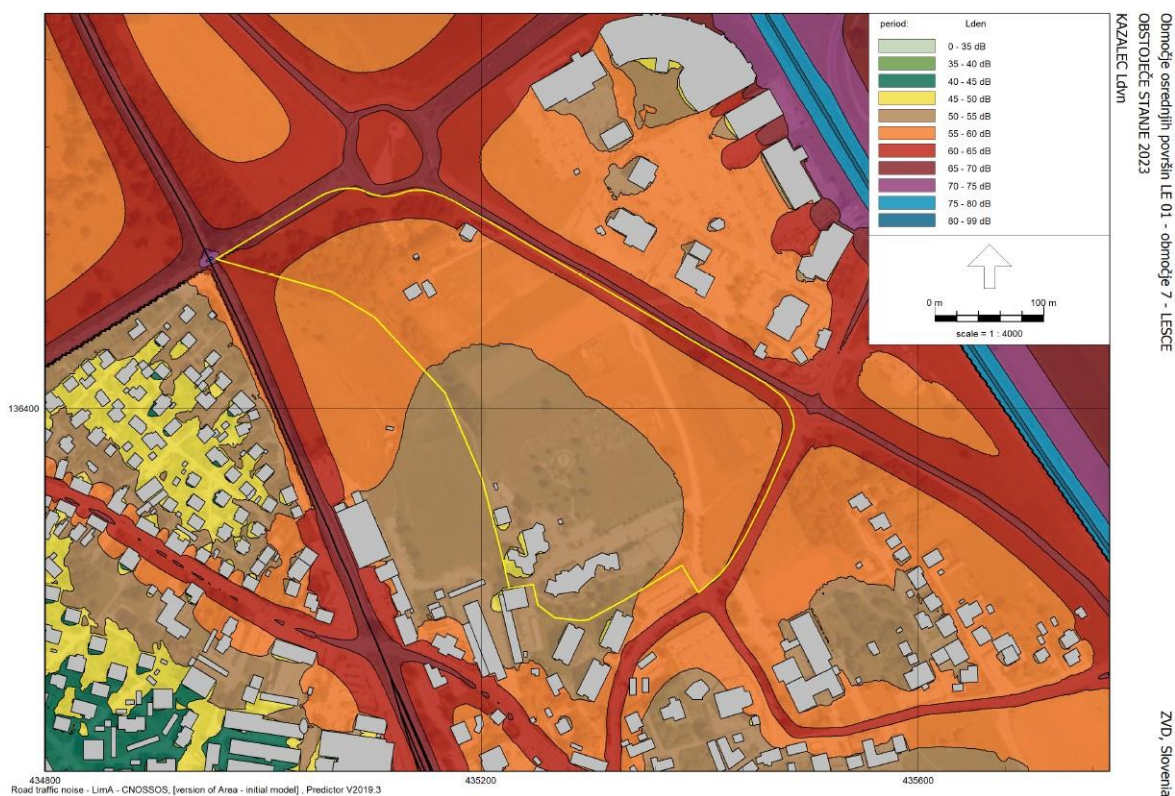 Območje osrednjih površin LE 01 - območje 7 - LESCE
OBSTOJEČE STANJE 2023
KAZALEC Ldvn
period: Lden
0 - 35 dB
35 - 40 dB
40 - 45 dB
45 - 50 dB
50 - 55 dB
55 - 60 dB
60 - 65 dB
65 - 70 dB
70 - 75 dB
75 - 80 dB
80 - 99 dB
0 m 100 m
scale = 1 : 4000
136400
434800 435200 435600
Road traffic noise - LimA - CNOSSOS, [version of Area - initial model] , Predictor V2019.3
ZVD, Slovenia